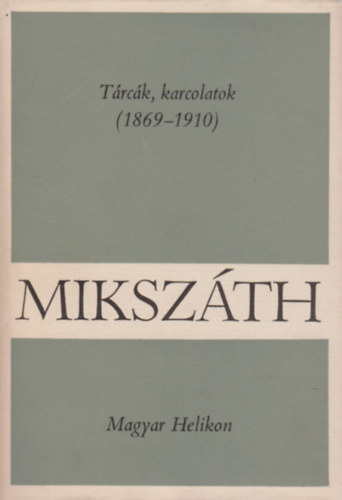 Tárcák, karcolatok
(1869–1910)
MIKSZÁTH
Magyar Helikon